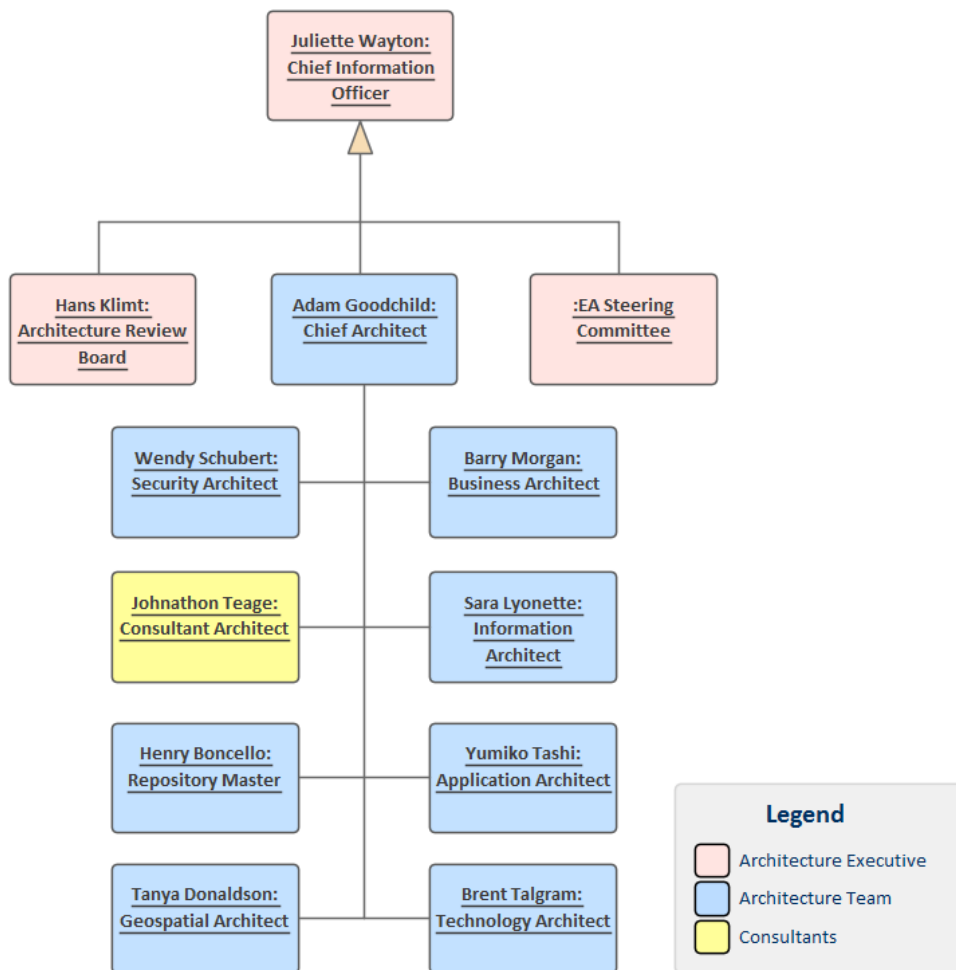 Juliette Wayton:
Chief Information
Officer
Hans Klimt:
Architecture Review
Board
Adam Goodchild:
Chief Architect
:EA Steering
Committee
Wendy Schubert:
Security Architect
Barry Morgan:
Business Architect
Johnathon Teage:
Consultant Architect
Sara Lyonette:
Information
Architect
Henry Boncello:
Repository Master
Yumiko Tashi:
Application Architect
Tanya Donaldson:
Geospatial Architect
Brent Talgram:
Technology Architect
Legend
Architecture Executive
Architecture Team
Consultants